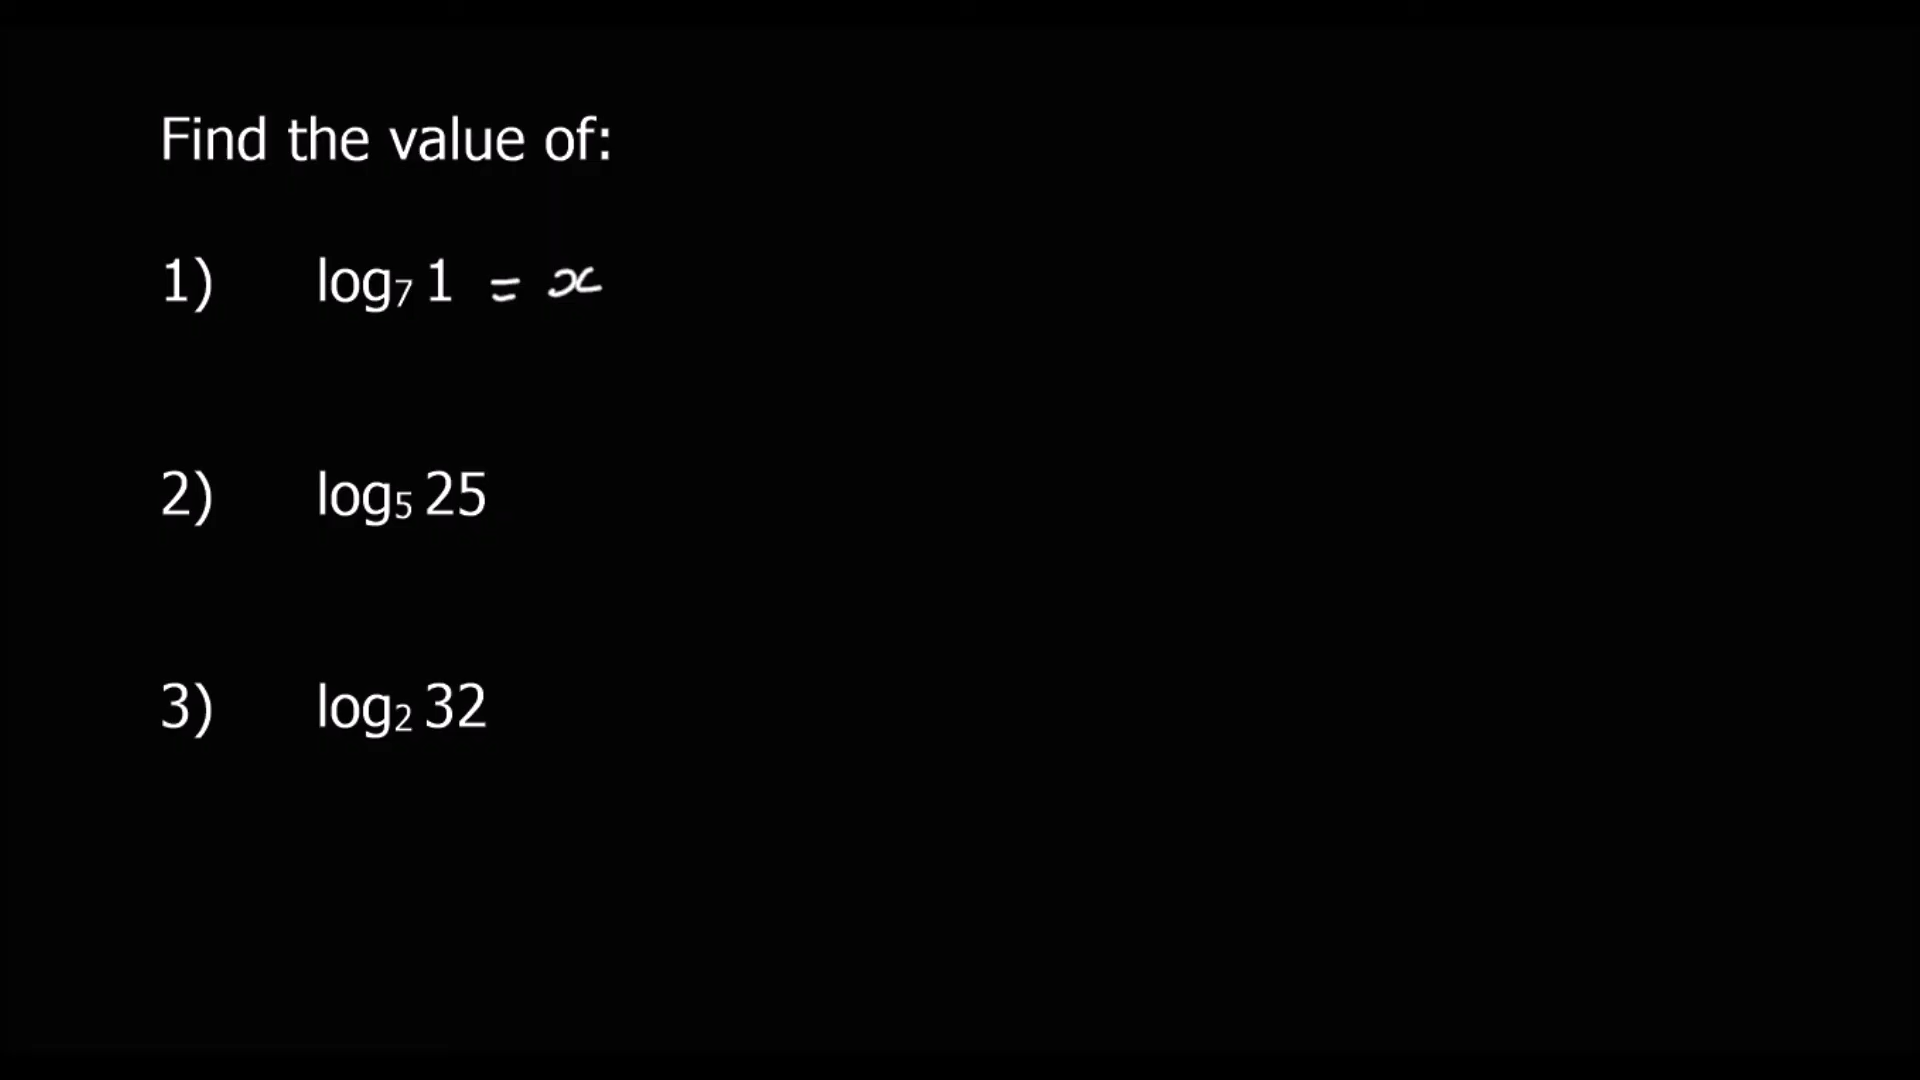 Find the value of:
1) log₇ 1 = x
2) log₅ 25
3) log₂ 32